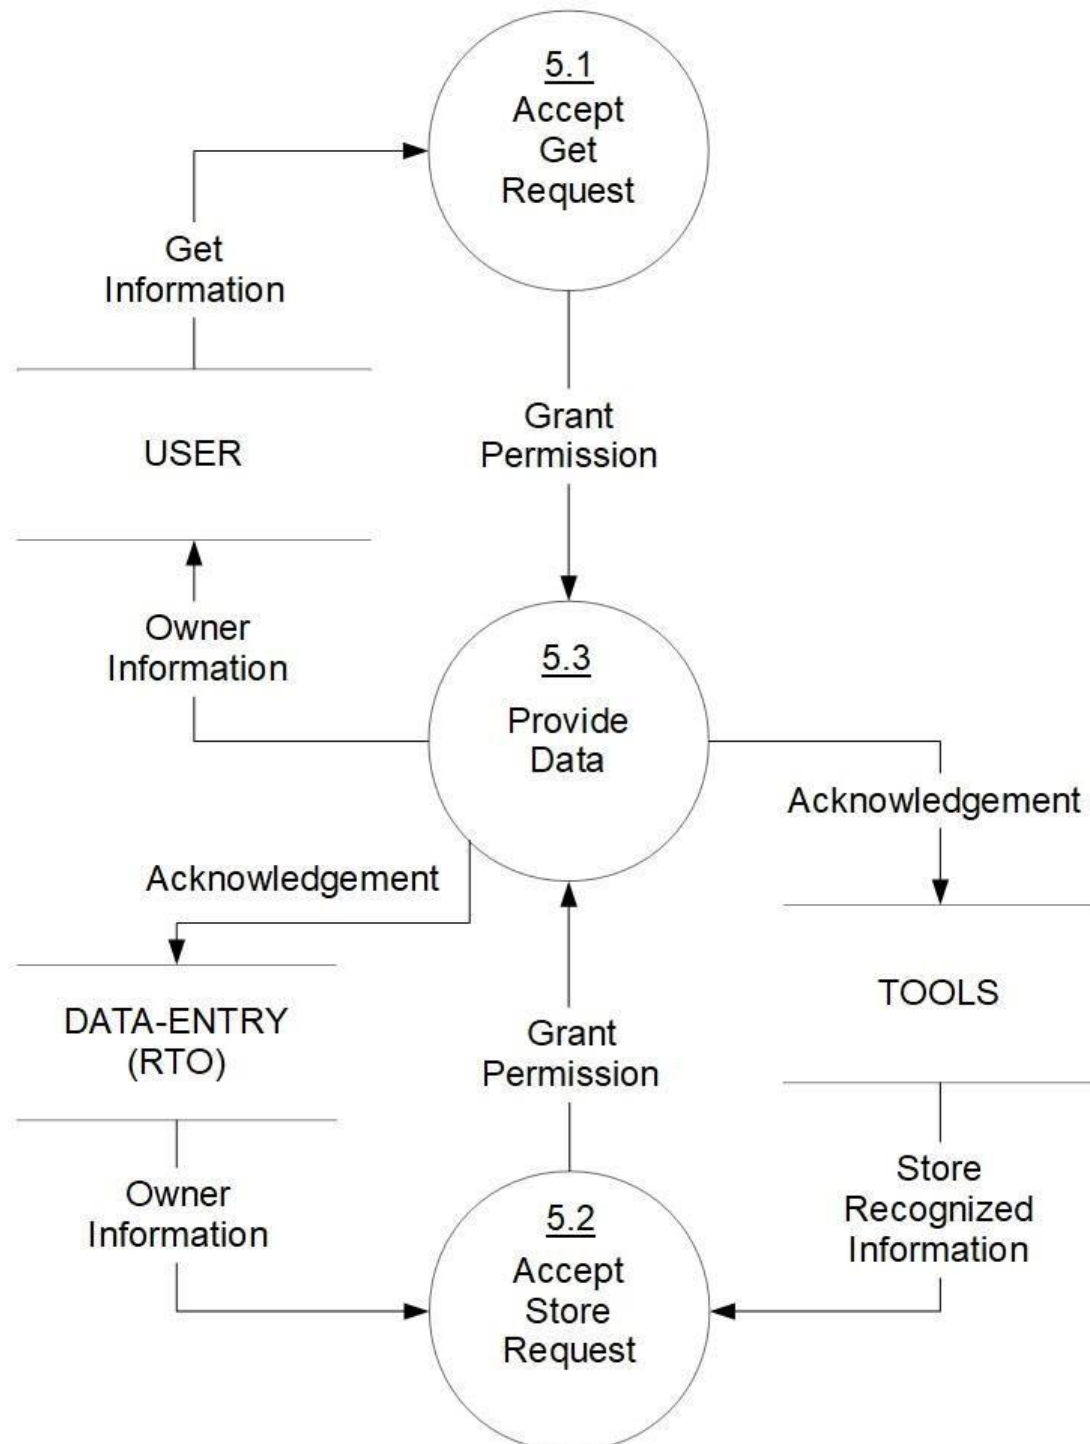 5.1
Accept
Get
Request
Get
Information
Grant
Permission
USER
Owner
Information
5.3
Provide
Data
Acknowledgement
Acknowledgement
DATA-ENTRY
(RTO)
TOOLS
Grant
Permission
Owner
Information
Store
Recognized
Information
5.2
Accept
Store
Request